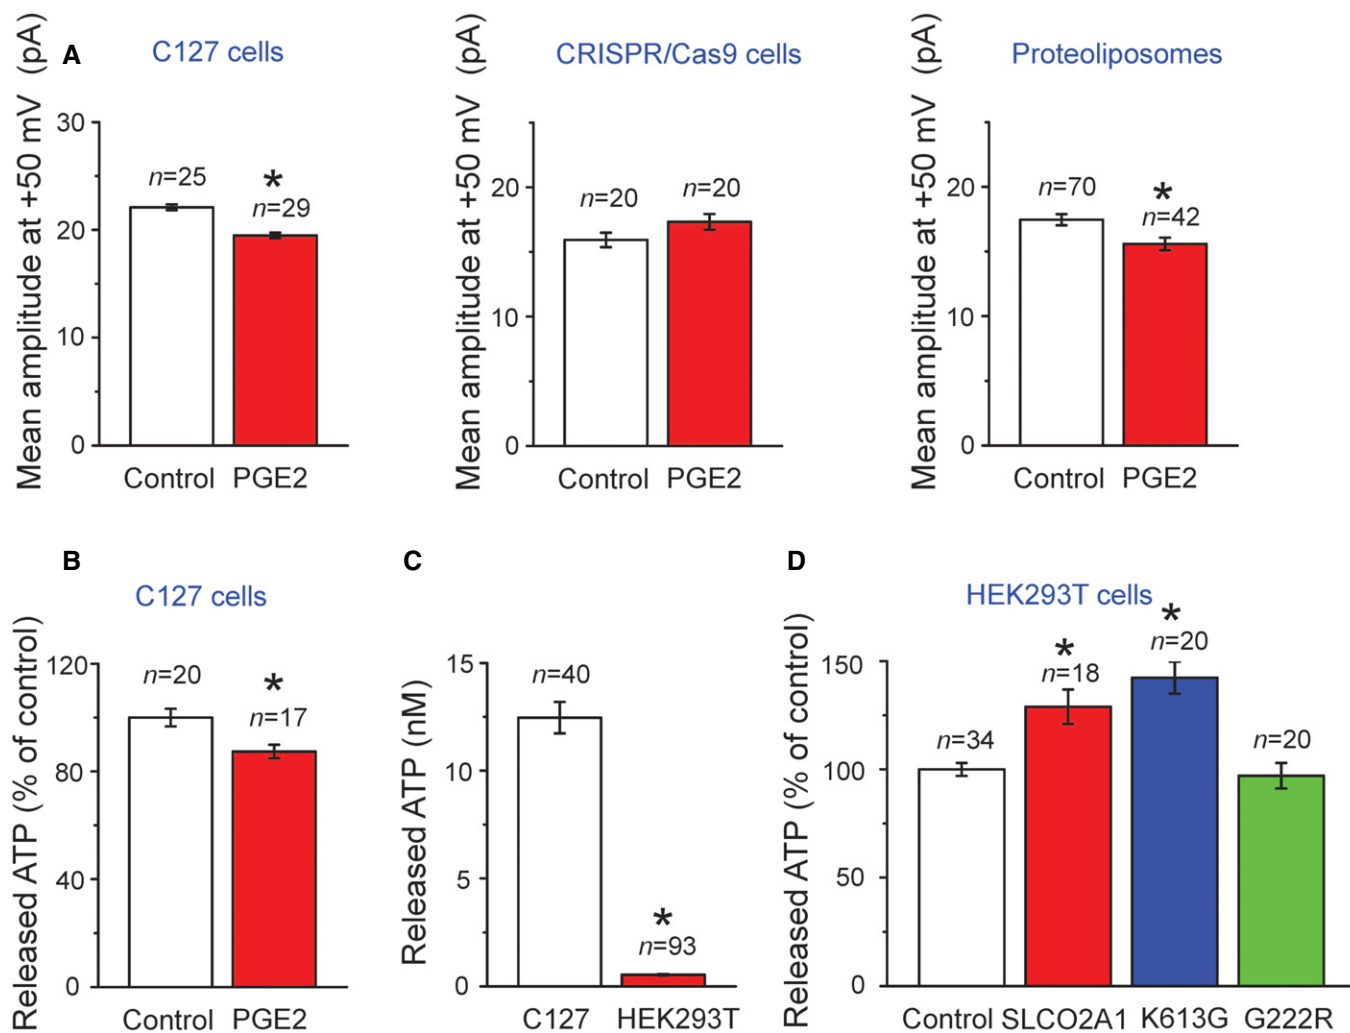 A
C127 cells
Mean amplitude at +50 mV (pA)
30
20
10
0
n=25
*
n=29
Control PGE2
CRISPR/Cas9 cells
Mean amplitude at +50 mV (pA)
20
10
0
n=20
n=20
Control PGE2
Proteoliposomes
Mean amplitude at +50 mV (pA)
20
10
0
n=70
*
n=42
Control PGE2
B
C127 cells
Released ATP (% of control)
120
80
40
0
n=20
*
n=17
Control PGE2
C
Released ATP (nM)
15
10
5
0
n=40
*
n=93
C127 HEK293T
D
HEK293T cells
Released ATP (% of control)
150
100
50
0
n=34
*
n=18
*
n=20
n=20
Control SLCO2A1 K613G G222R